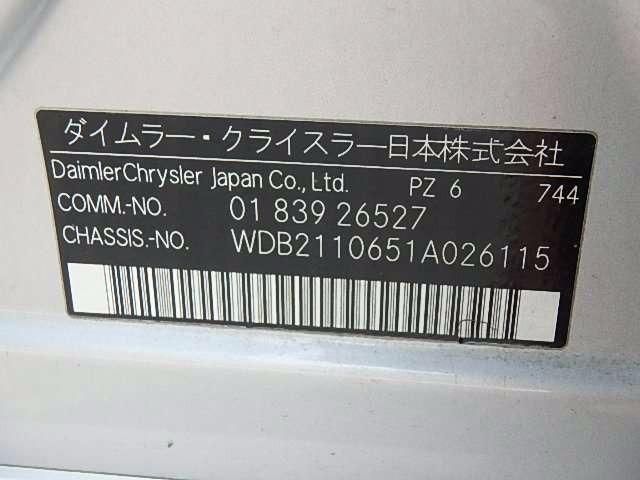 ダイムラー・クライスラー日本株式会社
DaimlerChrysler Japan Co., Ltd. PZ 6 744
COMM.-NO. 01 839 26527
CHASSIS.-NO. WDB2110651A026115